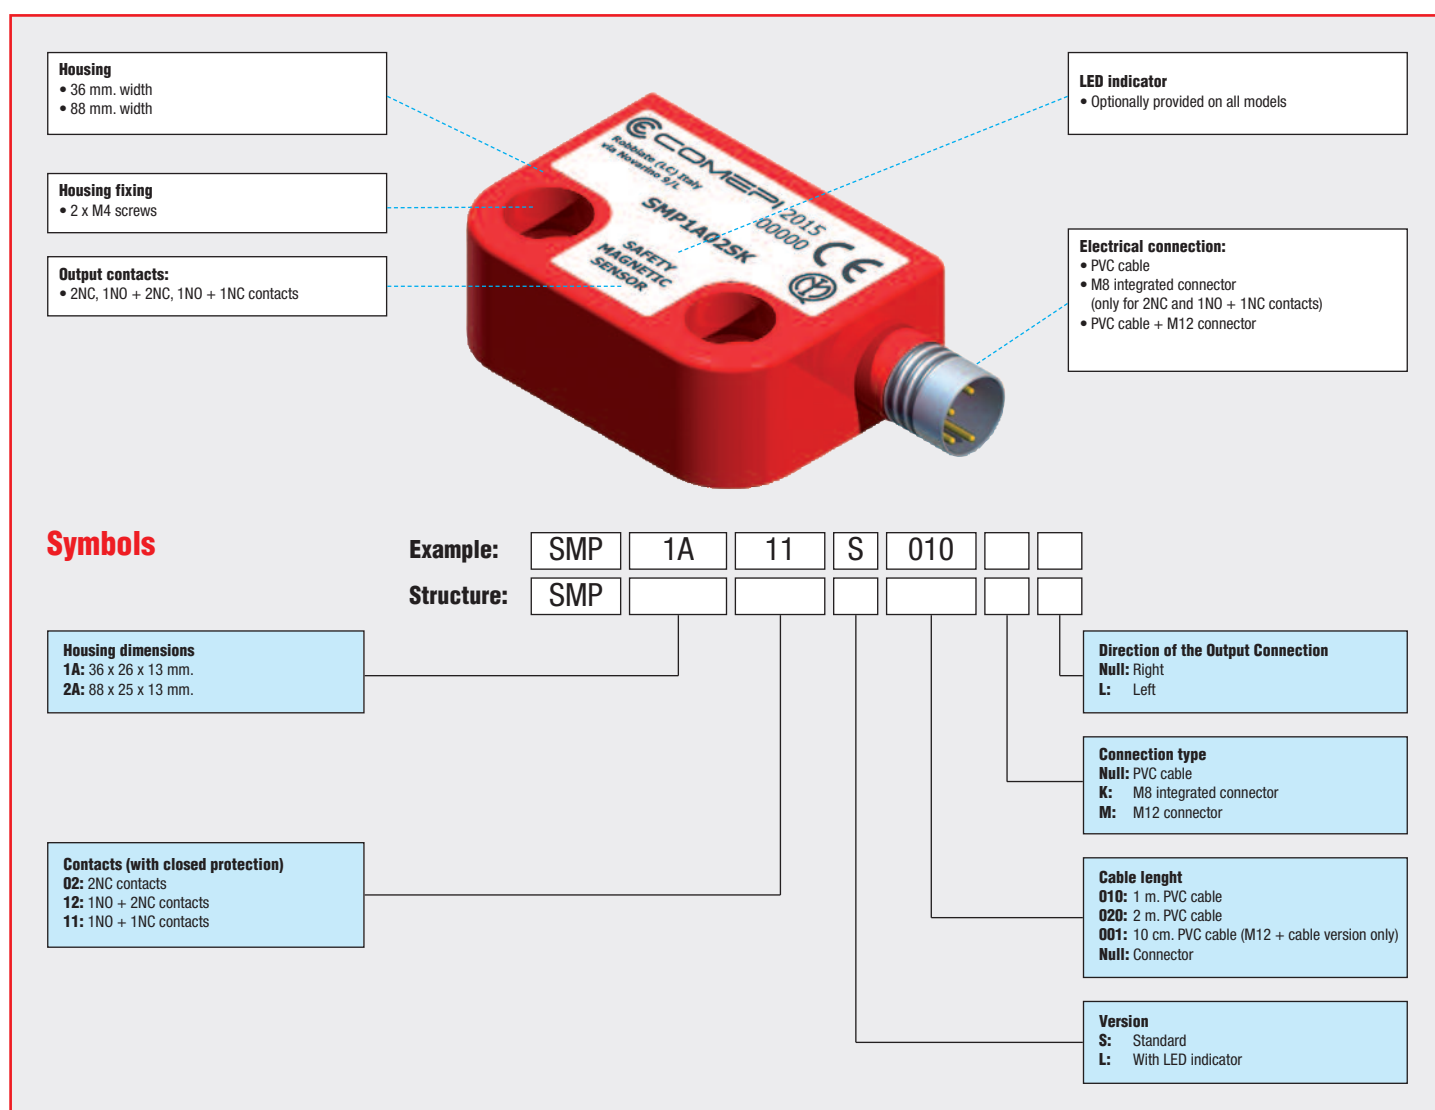 Housing
• 36 mm. width
• 88 mm. width
Housing fixing
• 2 x M4 screws
Output contacts:
• 2NC, 1NO + 2NC, 1NO + 1NC contacts
LED indicator
• Optionally provided on all models
Electrical connection:
• PVC cable
• M8 integrated connector
(only for 2NC and 1NO + 1NC contacts)
• PVC cable + M12 connector
COMEPI
Robbiate (LC) Italy
via Novarino 9/L
2015
00000
CE
SMP1A02SK
SAFETY
MAGNETIC
SENSOR
Symbols
Example: SMP 1A 11 S 010
Structure: SMP
Housing dimensions
1A: 36 x 26 x 13 mm.
2A: 88 x 25 x 13 mm.
Contacts (with closed protection)
02: 2NC contacts
12: 1NO + 2NC contacts
11: 1NO + 1NC contacts
Direction of the Output Connection
Null: Right
L: Left
Connection type
Null: PVC cable
K: M8 integrated connector
M: M12 connector
Cable lenght
010: 1 m. PVC cable
020: 2 m. PVC cable
001: 10 cm. PVC cable (M12 + cable version only)
Null: Connector
Version
S: Standard
L: With LED indicator